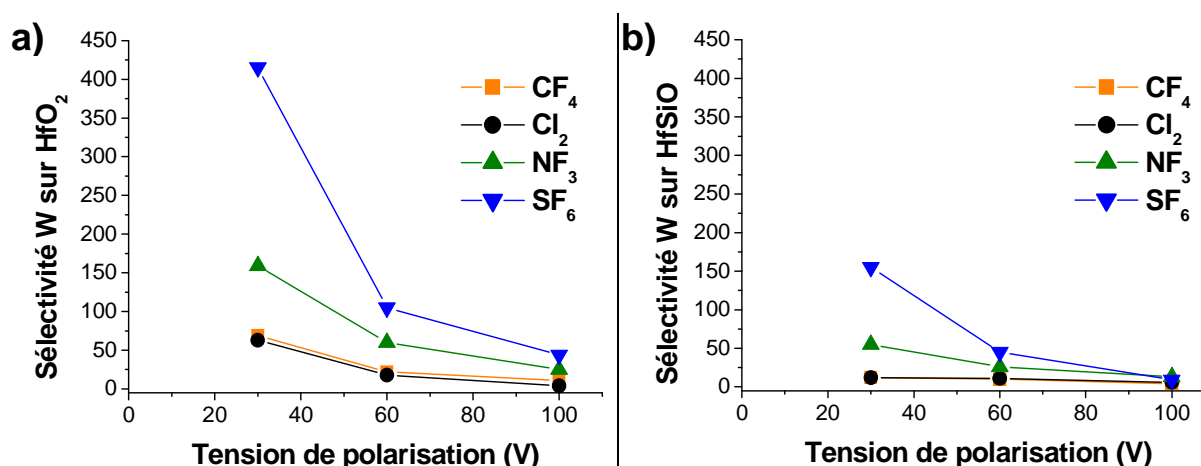 a)
Sélectivité W sur HfO₂
450
400
350
300
250
200
150
100
50
0
CF₄
Cl₂
NF₃
SF₆
0 20 40 60 80 100
Tension de polarisation (V)
b)
Sélectivité W sur HfSiO
450
400
350
300
250
200
150
100
50
0
CF₄
Cl₂
NF₃
SF₆
0 20 40 60 80 100
Tension de polarisation (V)